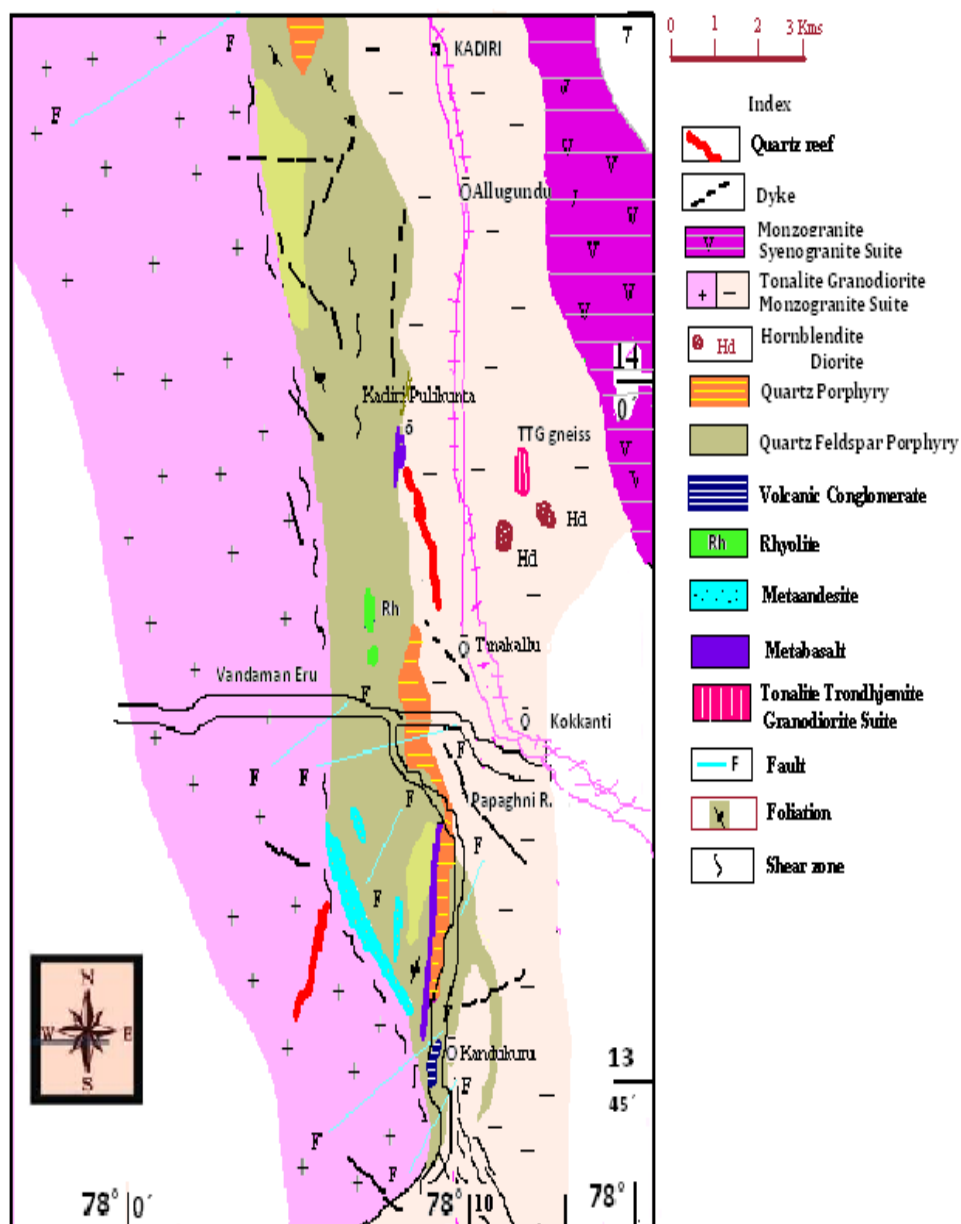 0 1 2 3 Kms
7
F
KADIRI
F
Index
Quartz reef
Allugundu
Dyke
Monzogranite
Syenogranite Suite
Tonalite Granodiorite
Monzogranite Suite
Hd
Hornblendite
Diorite
14
0´
Kadiri Pulikunta
Quartz Porphyry
TTG gneiss
Quartz Feldspar Porphyry
Hd
Hd
Volcanic Conglomerate
Rh
Rhyolite
Rh
Metaandesite
Tanakallu
Metabasalt
Vandaman Eru
F
Kokkanti
Tonalite Trondhjemite
Granodiorite Suite
F
F
F
F
Fault
F
Papaghni R.
Foliation
F
Shear zone
F
N
W E
S
F
Kandukuru
13
45´
F
F
F
78° 0´
78° 10
78°